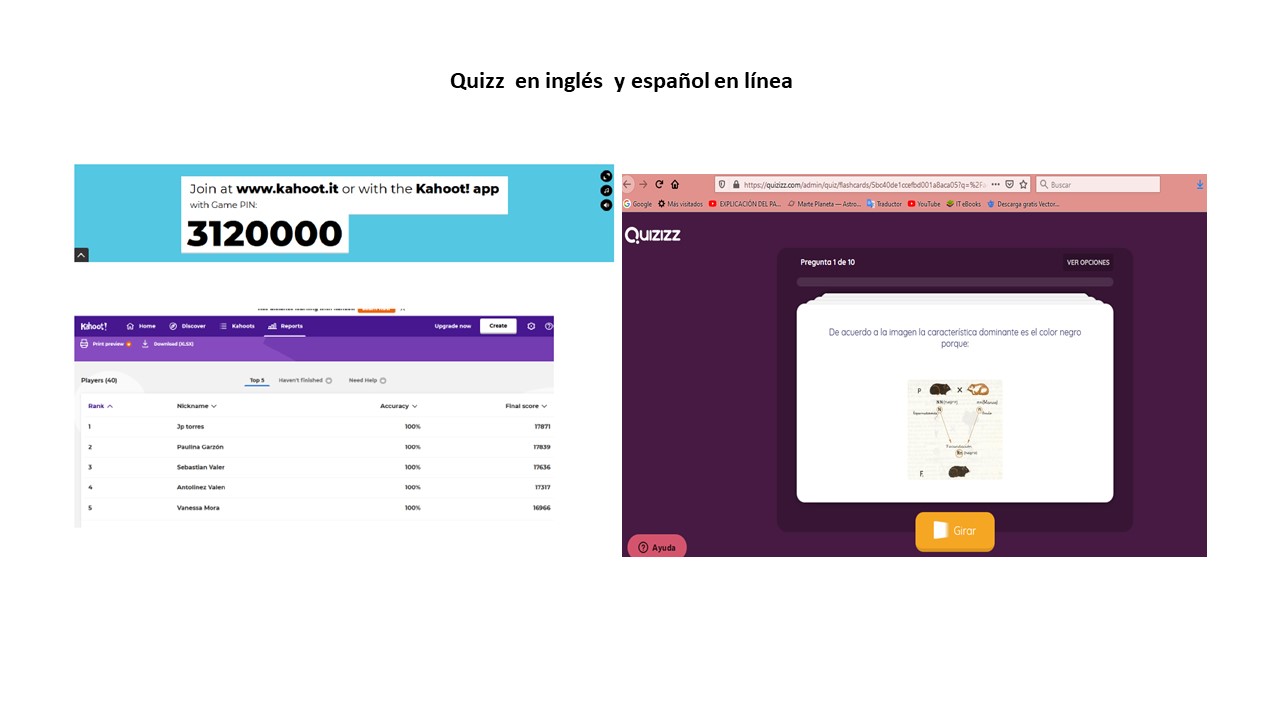 Quizz en inglés y español en línea
Join at www.kahoot.it or with the Kahoot! app
with Game PIN:
3120000
Kahoot! Home Discover Kahoots Reports Upgrade now Create
Print preview Download (XLSX)
Players (40) Top 5 Haven't finished Need Help
Rank Nickname Accuracy Final score
1 Jp torres 100% 17871
2 Paulina Garzón 100% 17839
3 Sebastian Valer 100% 17636
4 Antolinez Valen 100% 17317
5 Vanessa Mora 100% 16966
https://quizizz.com/admin/quiz/flashcards/5bc40de1ccefbd001a8aca05?q=%2F Buscar
Google Más visitados EXPLICACIÓN DEL PA... Marte Planeta — Astro... Traductor YouTube IT eBooks Descarga gratis Vector...
Quizizz
Pregunta 1 de 10 VER OPCIONES
De acuerdo a la imagen la característica dominante es el color negro
porque:
P X
NN (negro)
N
Nn (negro)
F
Girar
Ayuda